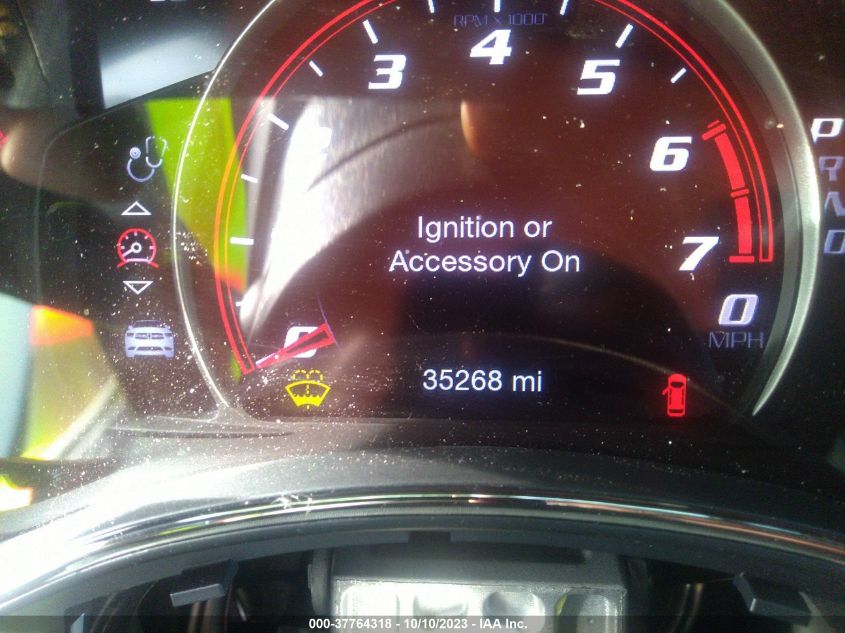 RPM x 1000
3
4
5
6
7
0
P
R
N
D
Ignition or
Accessory On
0
MPH
35268 mi
000-37764318 - 10/10/2023 - IAA Inc.